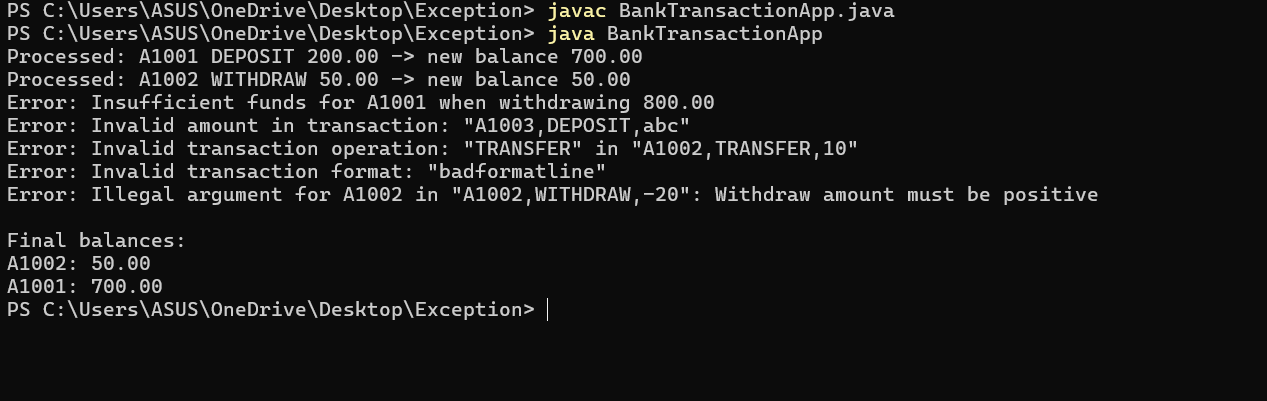 PS C:\Users\ASUS\OneDrive\Desktop\Exception> javac BankTransactionApp.java
PS C:\Users\ASUS\OneDrive\Desktop\Exception> java BankTransactionApp
Processed: A1001 DEPOSIT 200.00 -> new balance 700.00
Processed: A1002 WITHDRAW 50.00 -> new balance 50.00
Error: Insufficient funds for A1001 when withdrawing 800.00
Error: Invalid amount in transaction: "A1003,DEPOSIT,abc"
Error: Invalid transaction operation: "TRANSFER" in "A1002,TRANSFER,10"
Error: Invalid transaction format: "badformatline"
Error: Illegal argument for A1002 in "A1002,WITHDRAW,-20": Withdraw amount must be positive
Final balances:
A1002: 50.00
A1001: 700.00
PS C:\Users\ASUS\OneDrive\Desktop\Exception>